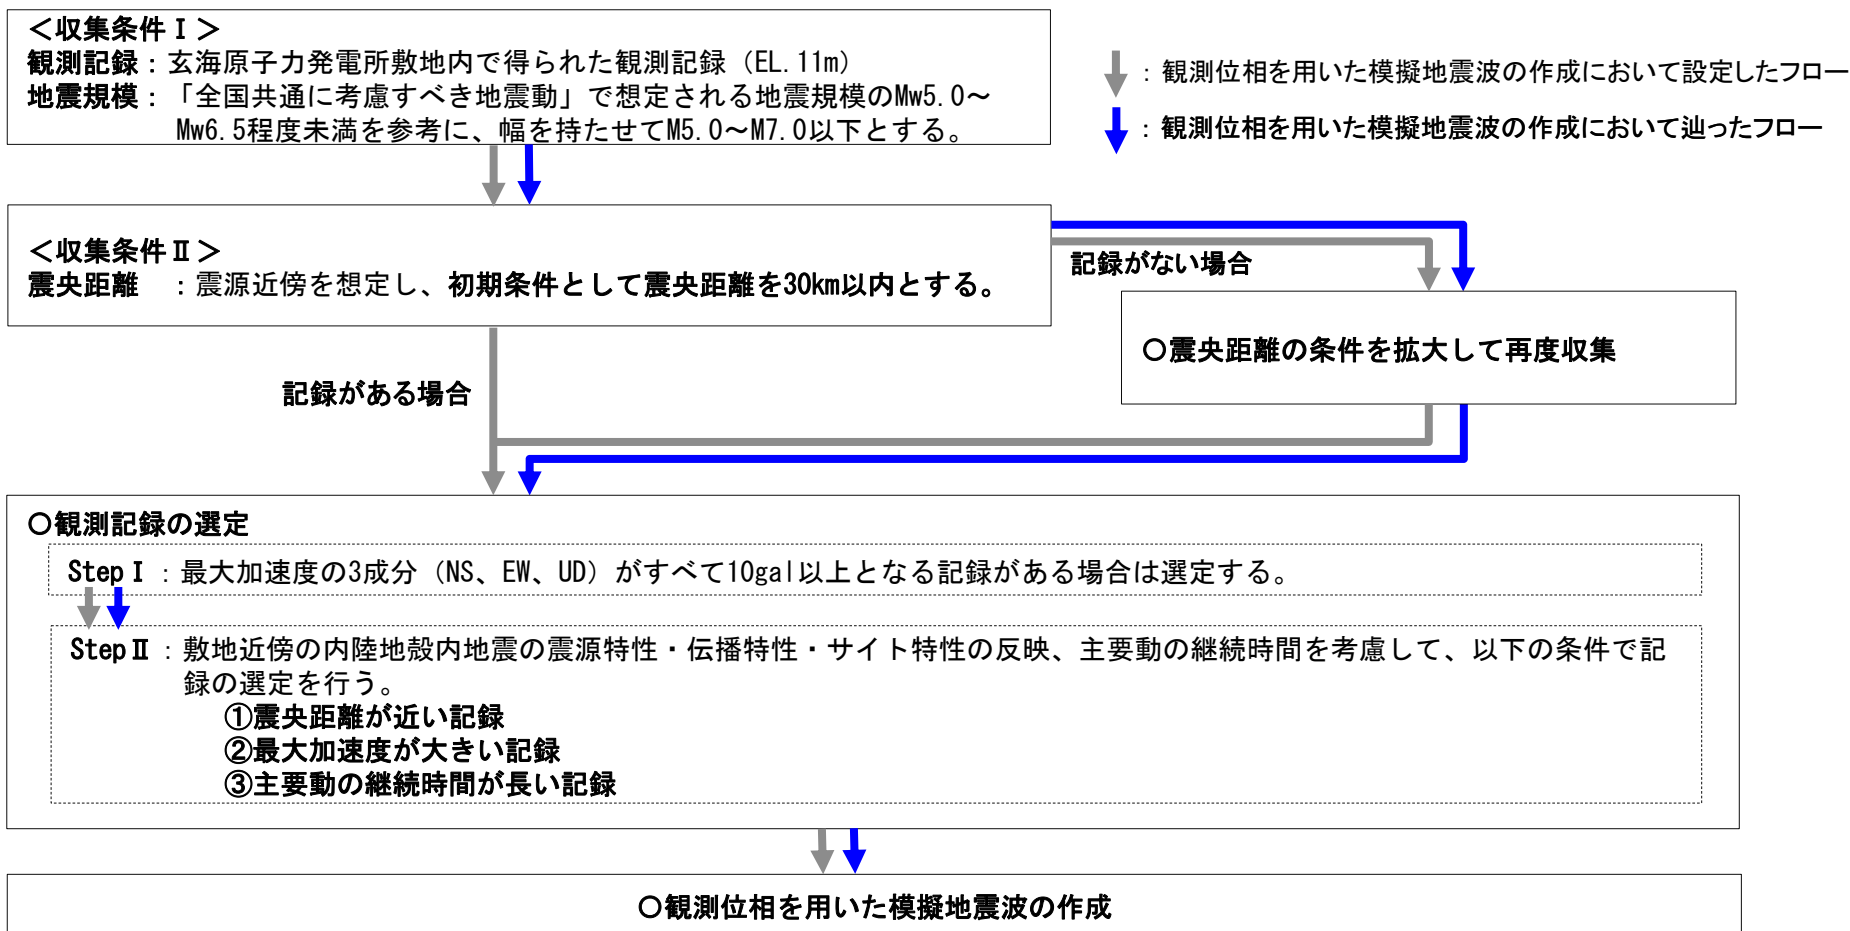 ＜収集条件Ⅰ＞
観測記録：玄海原子力発電所敷地内で得られた観測記録（EL.11m）
地震規模：「全国共通に考慮すべき地震動」で想定される地震規模のMw5.0～
Mw6.5程度未満を参考に、幅を持たせてM5.0～M7.0以下とする。
：観測位相を用いた模擬地震波の作成において設定したフロー
：観測位相を用いた模擬地震波の作成において辿ったフロー
＜収集条件Ⅱ＞
震央距離　：震源近傍を想定し、初期条件として震央距離を30km以内とする。
記録がない場合
○震央距離の条件を拡大して再度収集
記録がある場合
○観測記録の選定
StepⅠ：最大加速度の3成分（NS、EW、UD）がすべて10gal以上となる記録がある場合は選定する。
StepⅡ：敷地近傍の内陸地殻内地震の震源特性・伝播特性・サイト特性の反映、主要動の継続時間を考慮して、以下の条件で記
録の選定を行う。
①震央距離が近い記録
②最大加速度が大きい記録
③主要動の継続時間が長い記録
○観測位相を用いた模擬地震波の作成